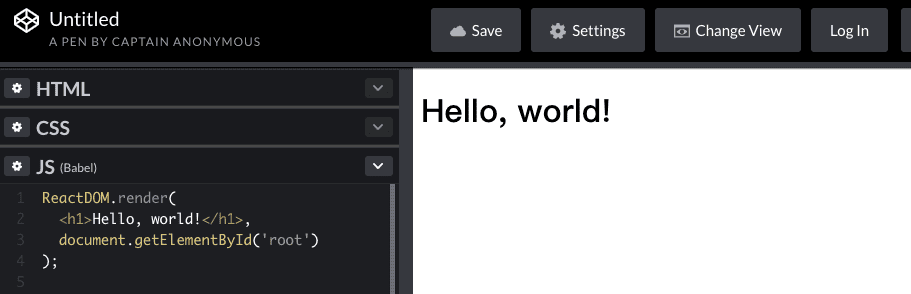 Untitled
A PEN BY CAPTAIN ANONYMOUS
Save
Settings
Change View
Log In
HTML
CSS
JS (Babel)
1 ReactDOM.render(
2   <h1>Hello, world!</h1>,
3   document.getElementById('root')
4 );
5
Hello, world!